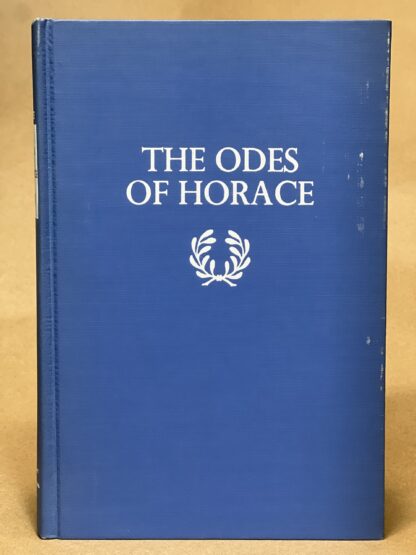 THE ODES
OF HORACE